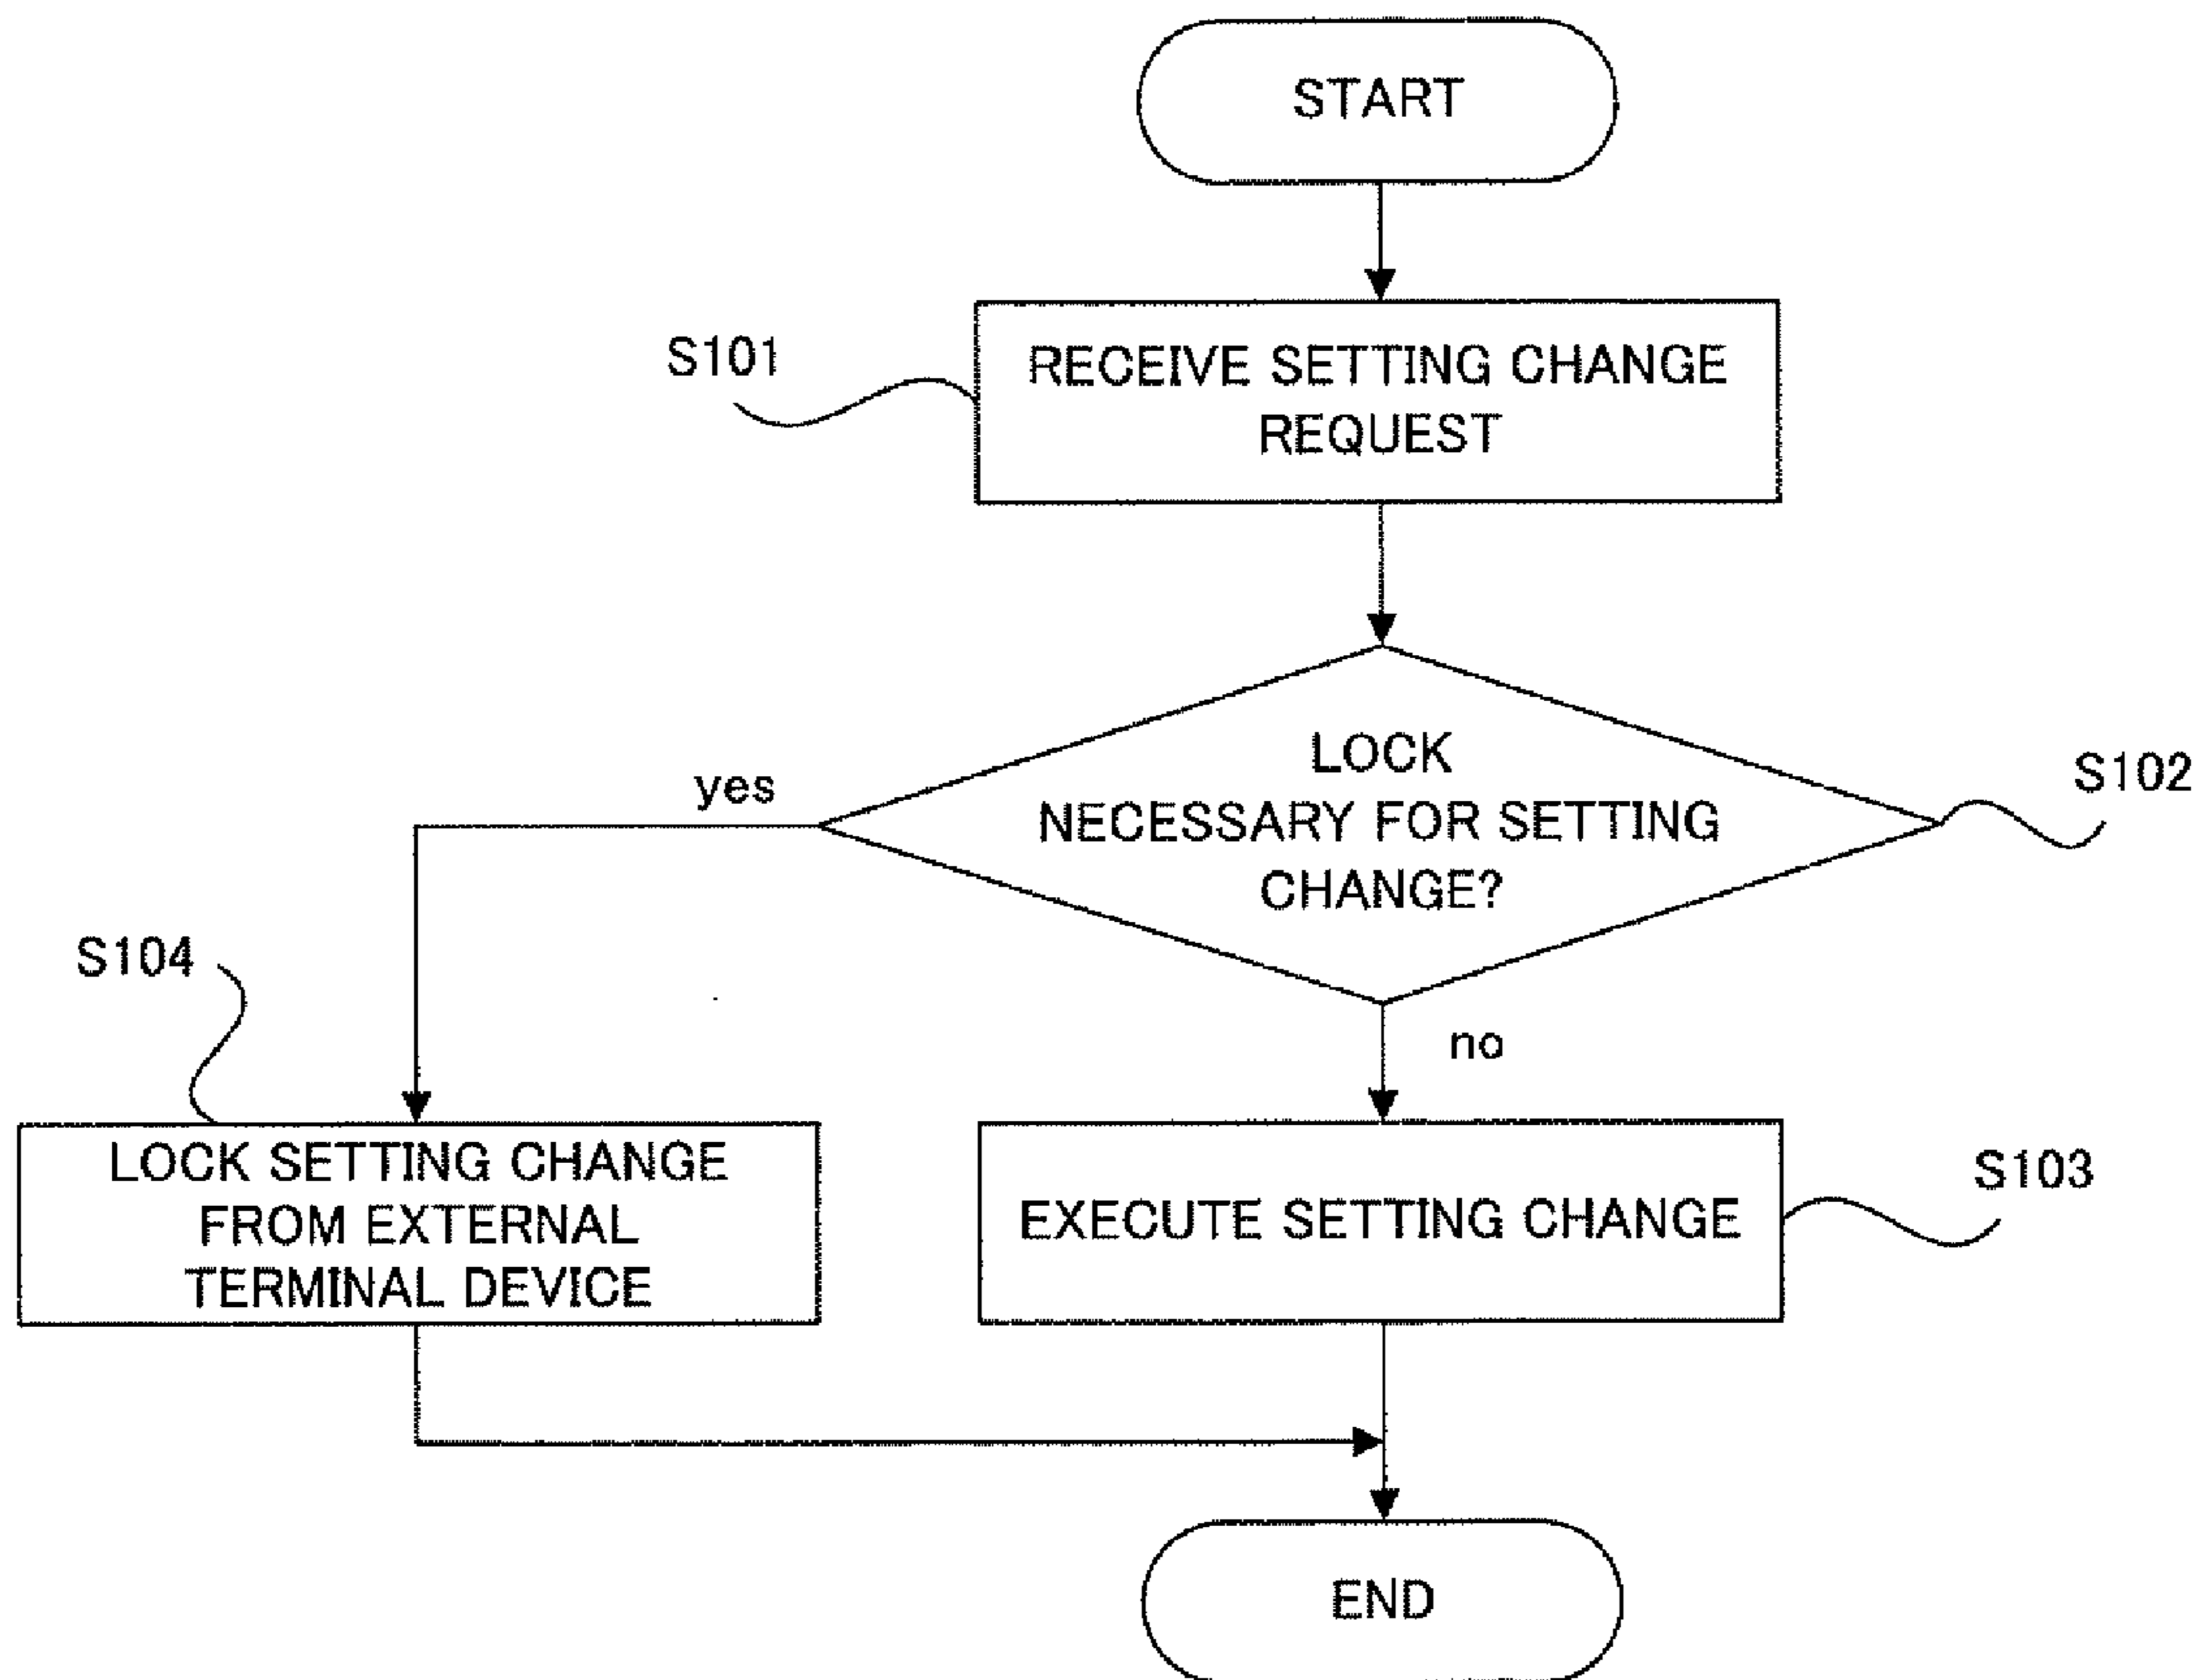 START
S101
RECEIVE SETTING CHANGE
REQUEST
LOCK
NECESSARY FOR SETTING
CHANGE?
S102
yes
no
S104
LOCK SETTING CHANGE
FROM EXTERNAL
TERMINAL DEVICE
EXECUTE SETTING CHANGE
S103
END